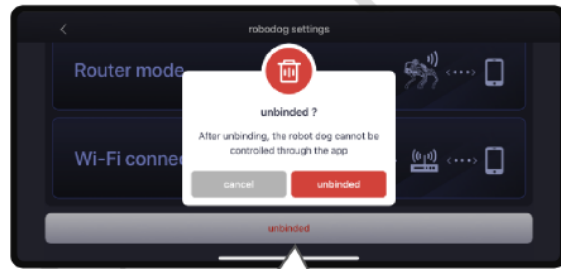 robodog settings
Router mode
unbinded ?
After unbinding, the robot dog cannot be
controlled through the app
Wi-Fi connec
cancel
unbinded
unbinded